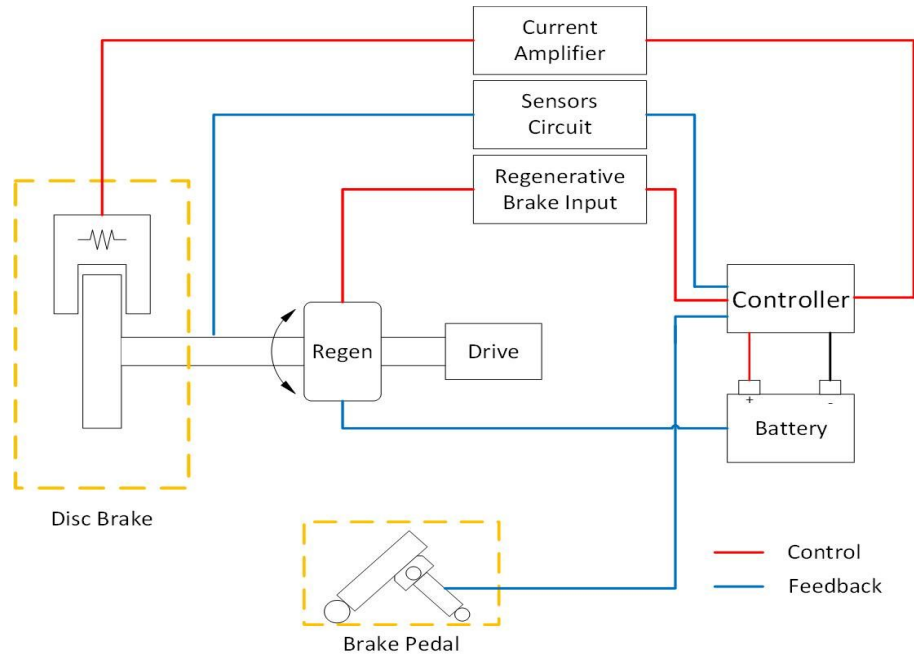 Current
Amplifier
Sensors
Circuit
Regenerative
Brake Input
Controller
Regen
Drive
+
-
Battery
Disc Brake
Control
Feedback
Brake Pedal